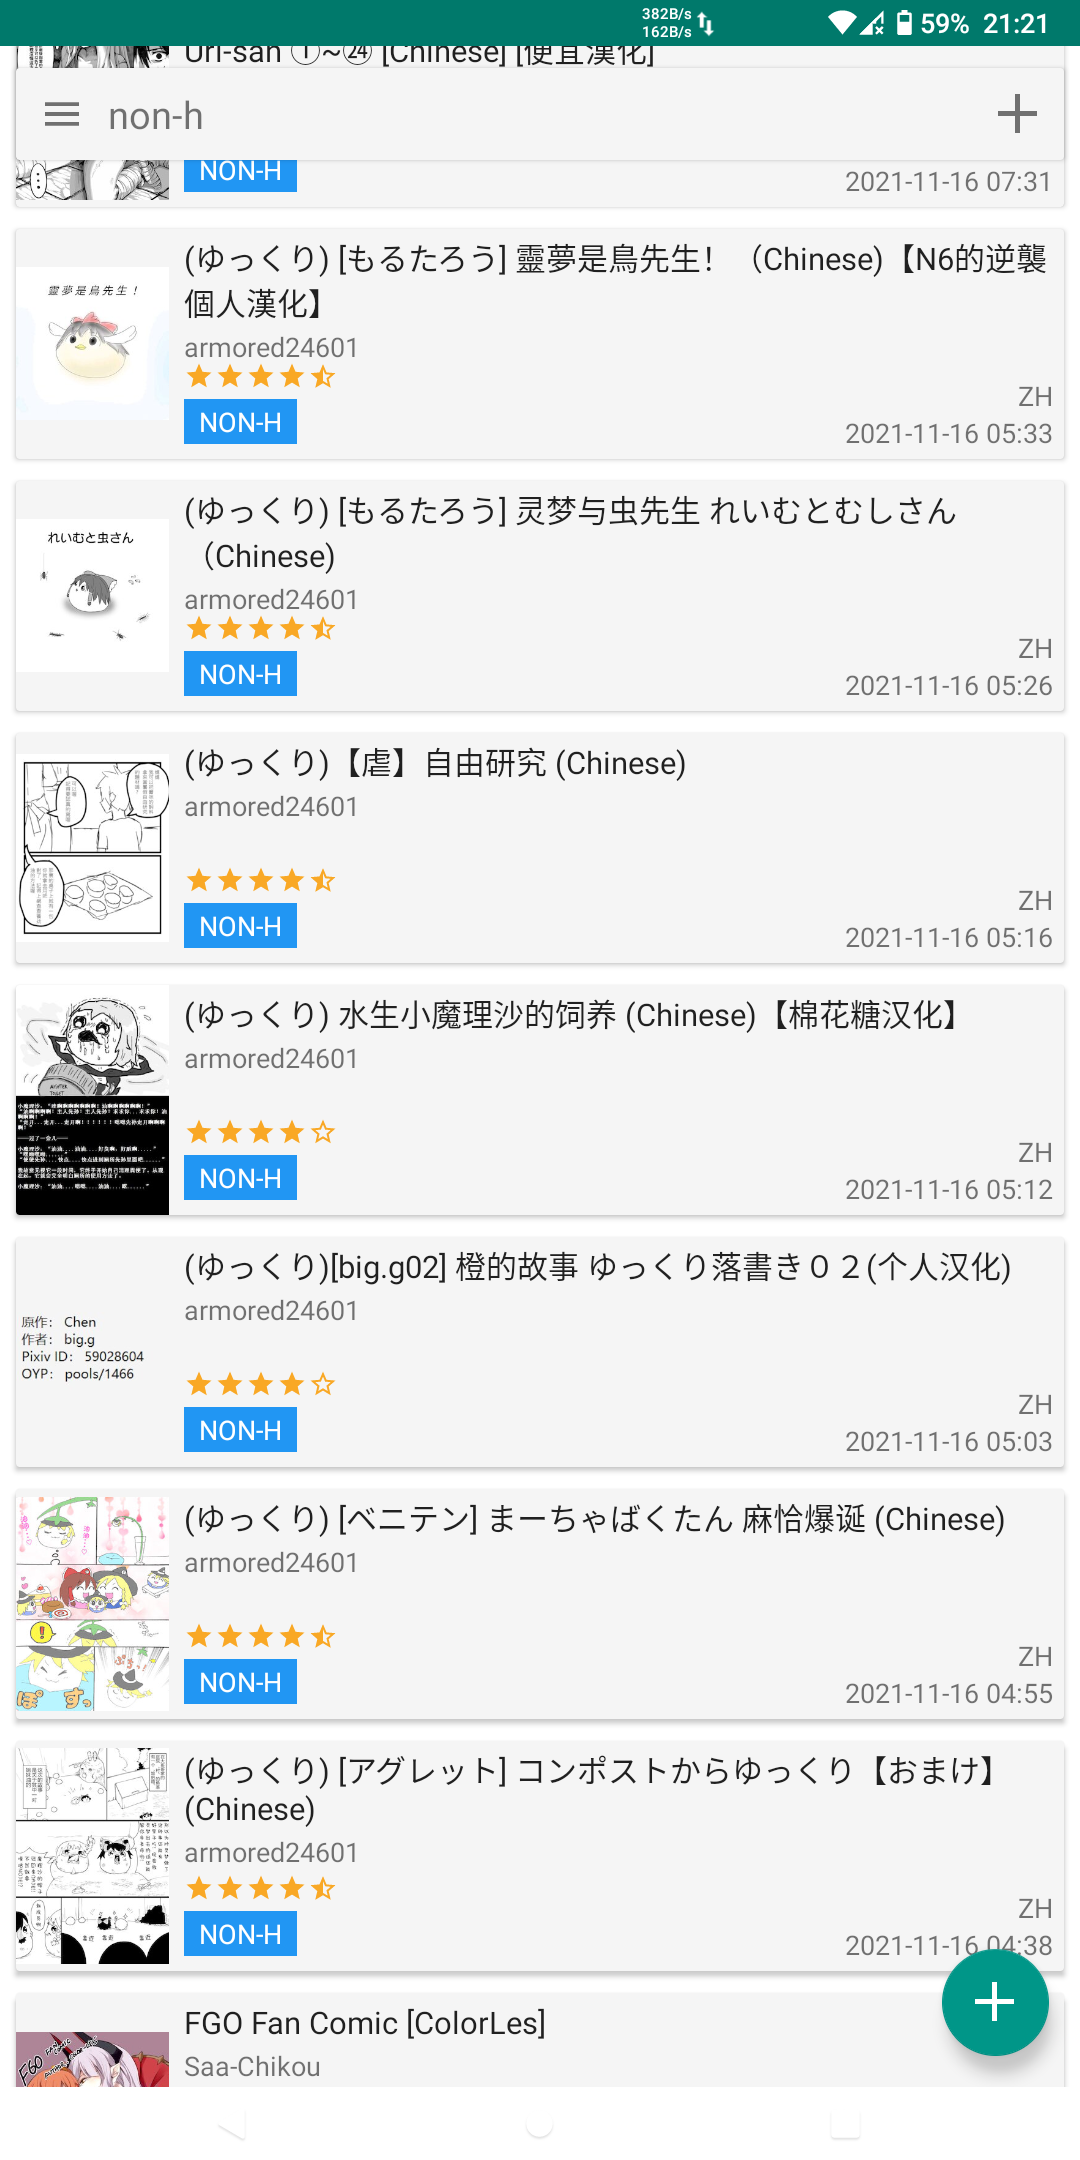 382B/s
162B/s
59% 21:21
Uri-san ①~㉔ [Chinese] [便宜漢化]
non-h
NON-H
2021-11-16 07:31
(ゆっくり) [もるたろう] 靈夢是鳥先生！（Chinese)【N6的逆襲
個人漢化】
armored24601
NON-H
ZH
2021-11-16 05:33
靈夢是鳥先生！
(ゆっくり) [もるたろう] 灵梦与虫先生 れいむとむしさん
（Chinese)
armored24601
NON-H
ZH
2021-11-16 05:26
れいむと虫さん
(ゆっくり)【虐】自由研究 (Chinese)
armored24601
NON-H
ZH
2021-11-16 05:16
(ゆっくり) 水生小魔理沙的饲养 (Chinese)【棉花糖汉化】
armored24601
NON-H
ZH
2021-11-16 05:12
(ゆっくり)[big.g02] 橙的故事 ゆっくり落書き０２(个人汉化)
armored24601
NON-H
ZH
2021-11-16 05:03
原作： Chen
作者： big.g
Pixiv ID： 59028604
OYP： pools/1466
(ゆっくり) [ベニテン] まーちゃばくたん 麻恰爆诞 (Chinese)
armored24601
NON-H
ZH
2021-11-16 04:55
ぽすっ
(ゆっくり) [アグレット] コンポストからゆっくり【おまけ】
(Chinese)
armored24601
NON-H
ZH
2021-11-16 04:38
FGO Fan Comic [ColorLes]
Saa-Chikou
FGO